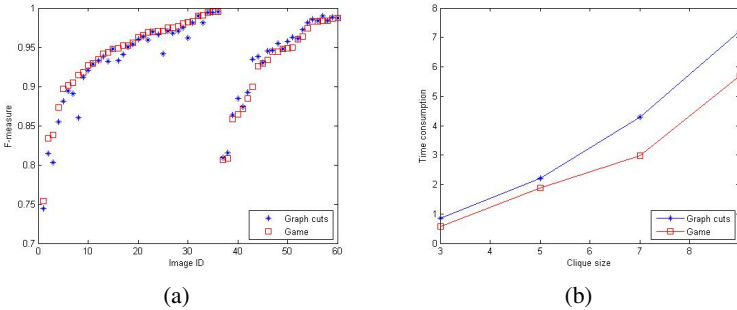 1
0.95
0.9
0.85
0.8
0.75
0.7
F-measure
0 10 20 30 40 50 60
Image ID
Graph cuts
Game
(a)
8
7
6
5
4
3
2
1
0
Time consumption
3 4 5 6 7 8
Clique size
Graph cuts
Game
(b)